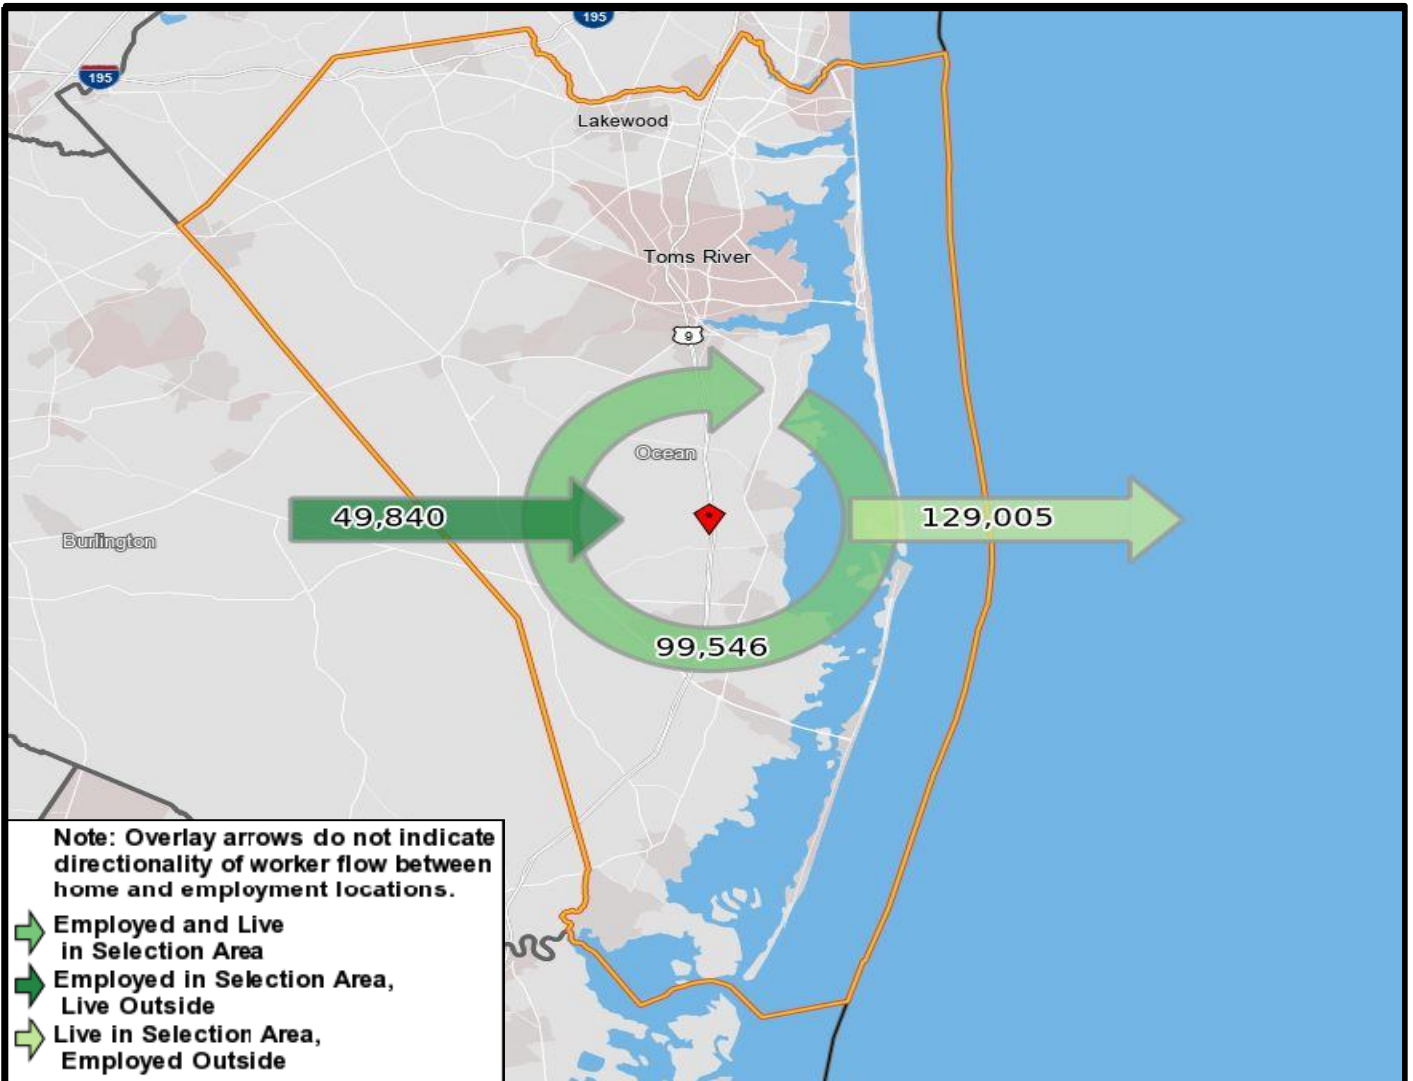 195
195
Lakewood
Toms River
9
Ocean
49,840
129,005
Burlington
99,546
Note: Overlay arrows do not indicate
directionality of worker flow between
home and employment locations.
Employed and Live
in Selection Area
Employed in Selection Area,
Live Outside
Live in Selection Area,
Employed Outside